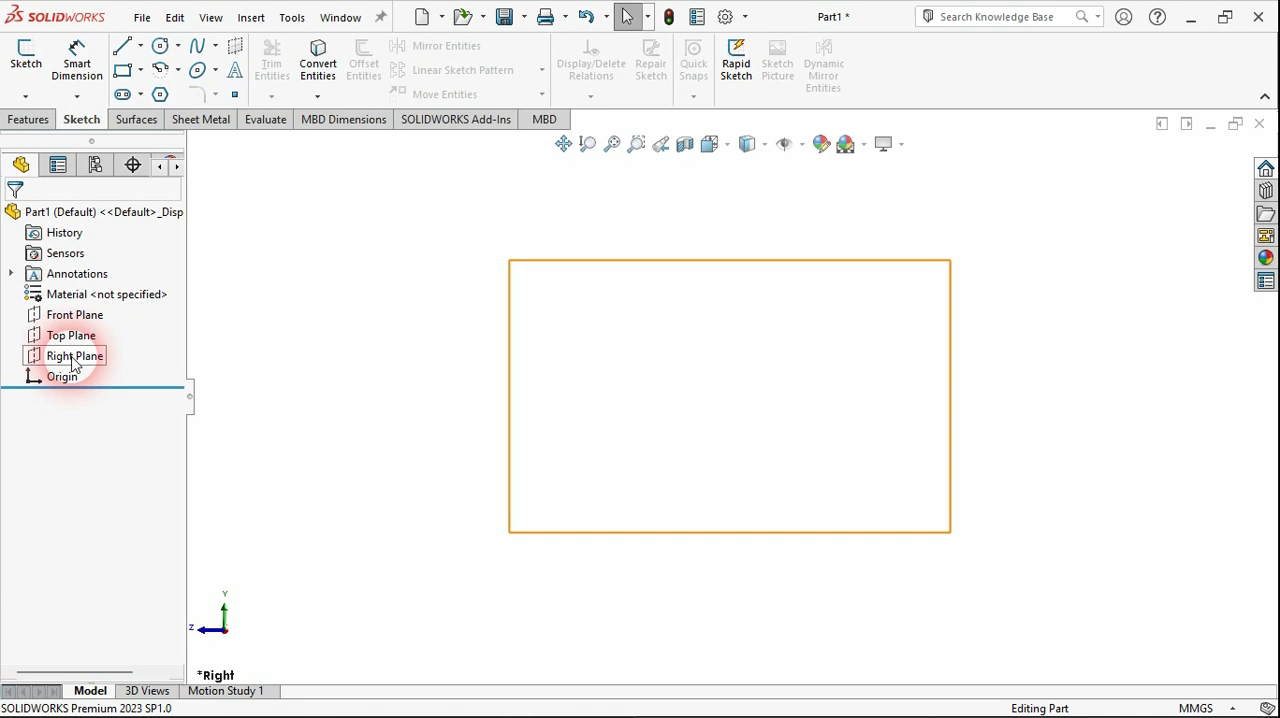 SOLIDWORKS File Edit View Insert Tools Window Part1 * Search Knowledge Base
Sketch
Smart Dimension
Trim Entities
Convert Entities
Offset Entities
Mirror Entities
Linear Sketch Pattern
Move Entities
Display/Delete Relations
Repair Sketch
Quick Snaps
Rapid Sketch
Sketch Picture
Dynamic Mirror Entities
Features Sketch Surfaces Sheet Metal Evaluate MBD Dimensions SOLIDWORKS Add-Ins MBD
Part1 (Default) <<Default>_Disp
History
Sensors
Annotations
Material <not specified>
Front Plane
Top Plane
Right Plane
Origin
Y
Z
*Right
Model 3D Views Motion Study 1
SOLIDWORKS Premium 2023 SP1.0 Editing Part MMGS